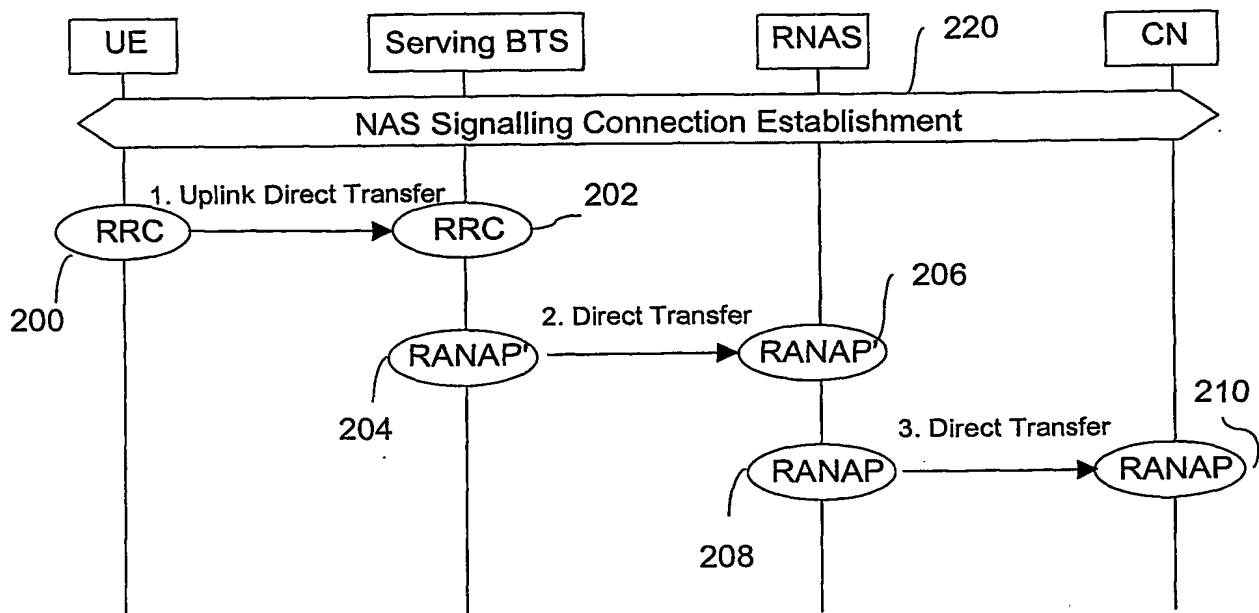 UE
Serving BTS
RNAS
220
CN
NAS Signalling Connection Establishment
1. Uplink Direct Transfer
202
RRC
RRC
200
206
2. Direct Transfer
RANAP'
RANAP'
204
210
3. Direct Transfer
RANAP
RANAP
208